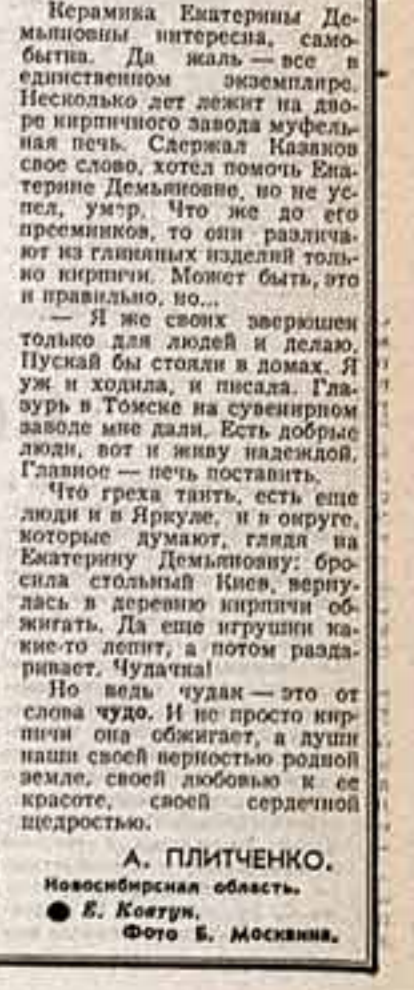 Керамика Екатерины Де-
мьяновны интересна, само-
бытна. Да жаль — все в
единственном экземпляре.
Несколько лет лежит на дво-
ре кирпичного завода муфель-
ная печь. Сдержал Казаков
свое слово, хотел помочь Ека-
терине Демьяновне, но не ус-
пел, умер. Что же до его
преемников, то они различа-
ют из глиняных изделий толь-
ко кирпичи. Может быть, это
и правильно, но...
— Я же своих зверюшек
только для людей и делаю.
Пускай бы стояли в домах. Я
уж и ходила, и писала. Гла-
зурь в Томске на сувенирном
заводе мне дали. Есть добрые
люди, вот и живу надеждой.
Главное — печь поставить.
Что греха таить, есть еще
люди и в Яркуле, и в округе,
которые думают, глядя на
Екатерину Демьяновну: бро-
сила стольный Киев, верну-
лась в деревню кирпичи об-
жигать. Да еще игрушки ка-
кие-то лепит, а потом разда-
ривает. Чудачка!
Но ведь чудак — это от
слова чудо. И не просто кир-
пичи она обжигает, а души
наши своей верностью родной
земле, своей любовью к ее
красоте, своей сердечной
щедростью.
А. ПЛИТЧЕНКО.
Новосибирская область.
● Е. Ковтун.
Фото Б. Москвина.